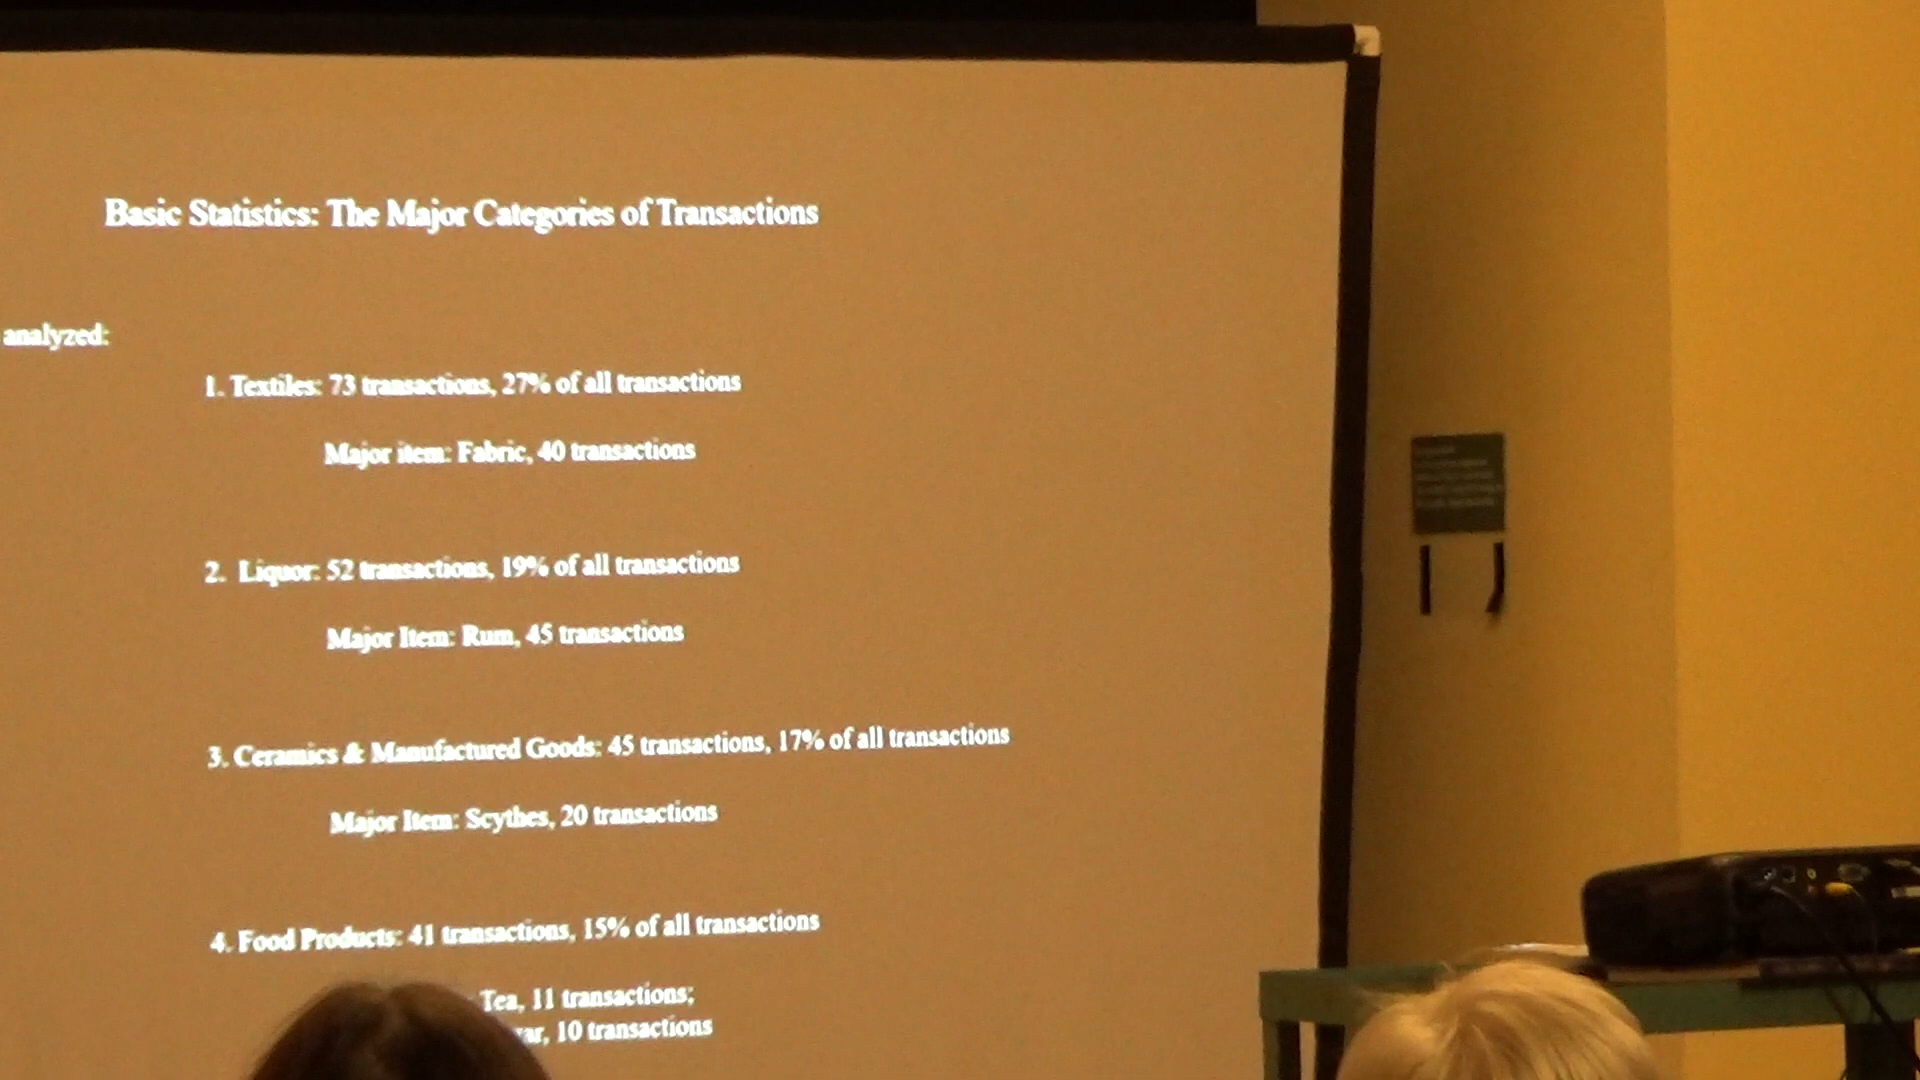 Basic Statistics: The Major Categories of Transactions
analyzed:
1. Textiles: 73 transactions, 27% of all transactions
Major item: Fabric, 40 transactions
2. Liquor: 52 transactions, 19% of all transactions
Major Item: Rum, 45 transactions
3. Ceramics & Manufactured Goods: 45 transactions, 17% of all transactions
Major Item: Scythes, 20 transactions
4. Food Products: 41 transactions, 15% of all transactions
Tea, 11 transactions;
10 transactions